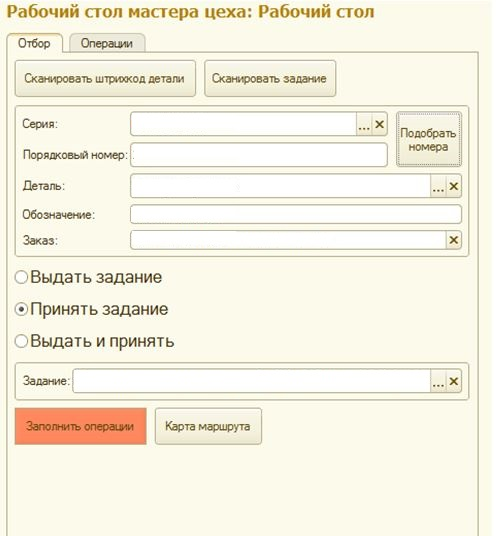 Рабочий стол мастера цеха: Рабочий стол
Отбор Операции
Сканировать штрихкод детали Сканировать задание
Серия: ... ×
Подобрать номера
Порядковый номер:
Деталь: ... ×
Обозначение:
Заказ: ×
Выдать задание
Принять задание
Выдать и принять
Задание: ... ×
Заполнить операции Карта маршрута